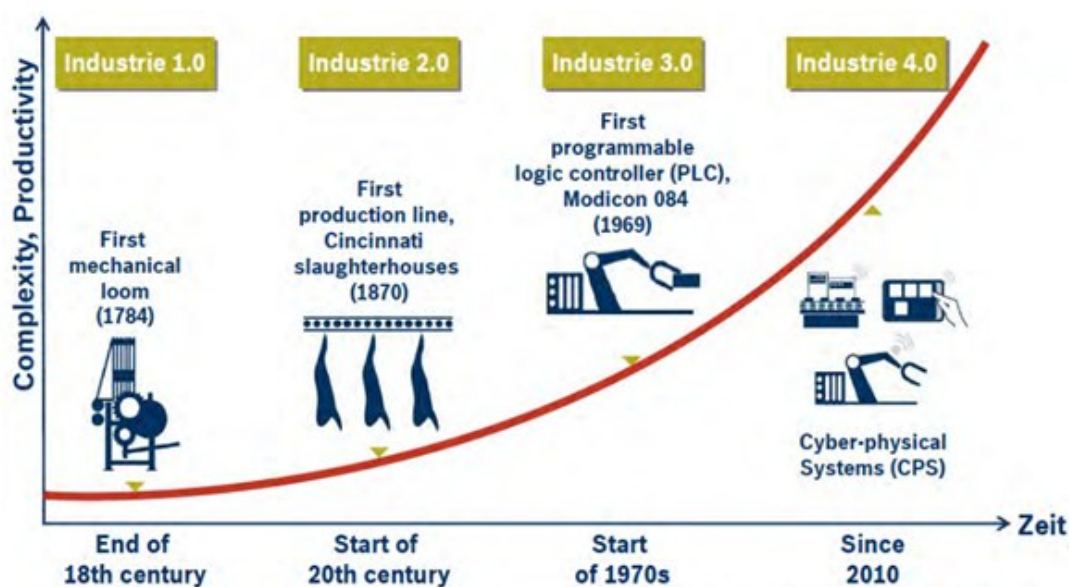 Complexity, Productivity
Industrie 1.0
Industrie 2.0
Industrie 3.0
Industrie 4.0
First
mechanical
loom
(1784)
First
production line,
Cincinnati
slaughterhouses
(1870)
First
programmable
logic controller (PLC),
Modicon 084
(1969)
Cyber-physical
Systems (CPS)
End of
18th century
Start of
20th century
Start
of 1970s
Since
2010
Zeit